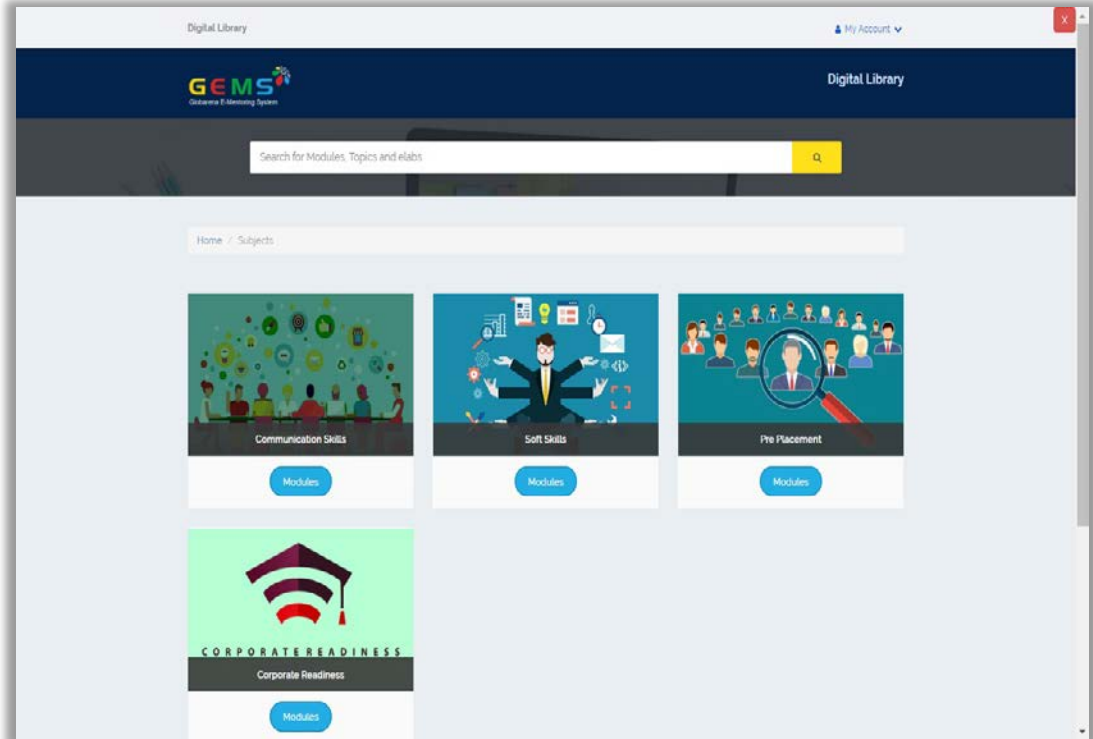 Digital Library
My Account
X
GEMS
Globarena E-Mentoring System
Digital Library
Search for Modules, Topics and elabs
Home / Subjects
Communication Skills
Soft Skills
Pre Placement
Modules
Modules
Modules
CORPORATE READINESS
Corporate Readiness
Modules